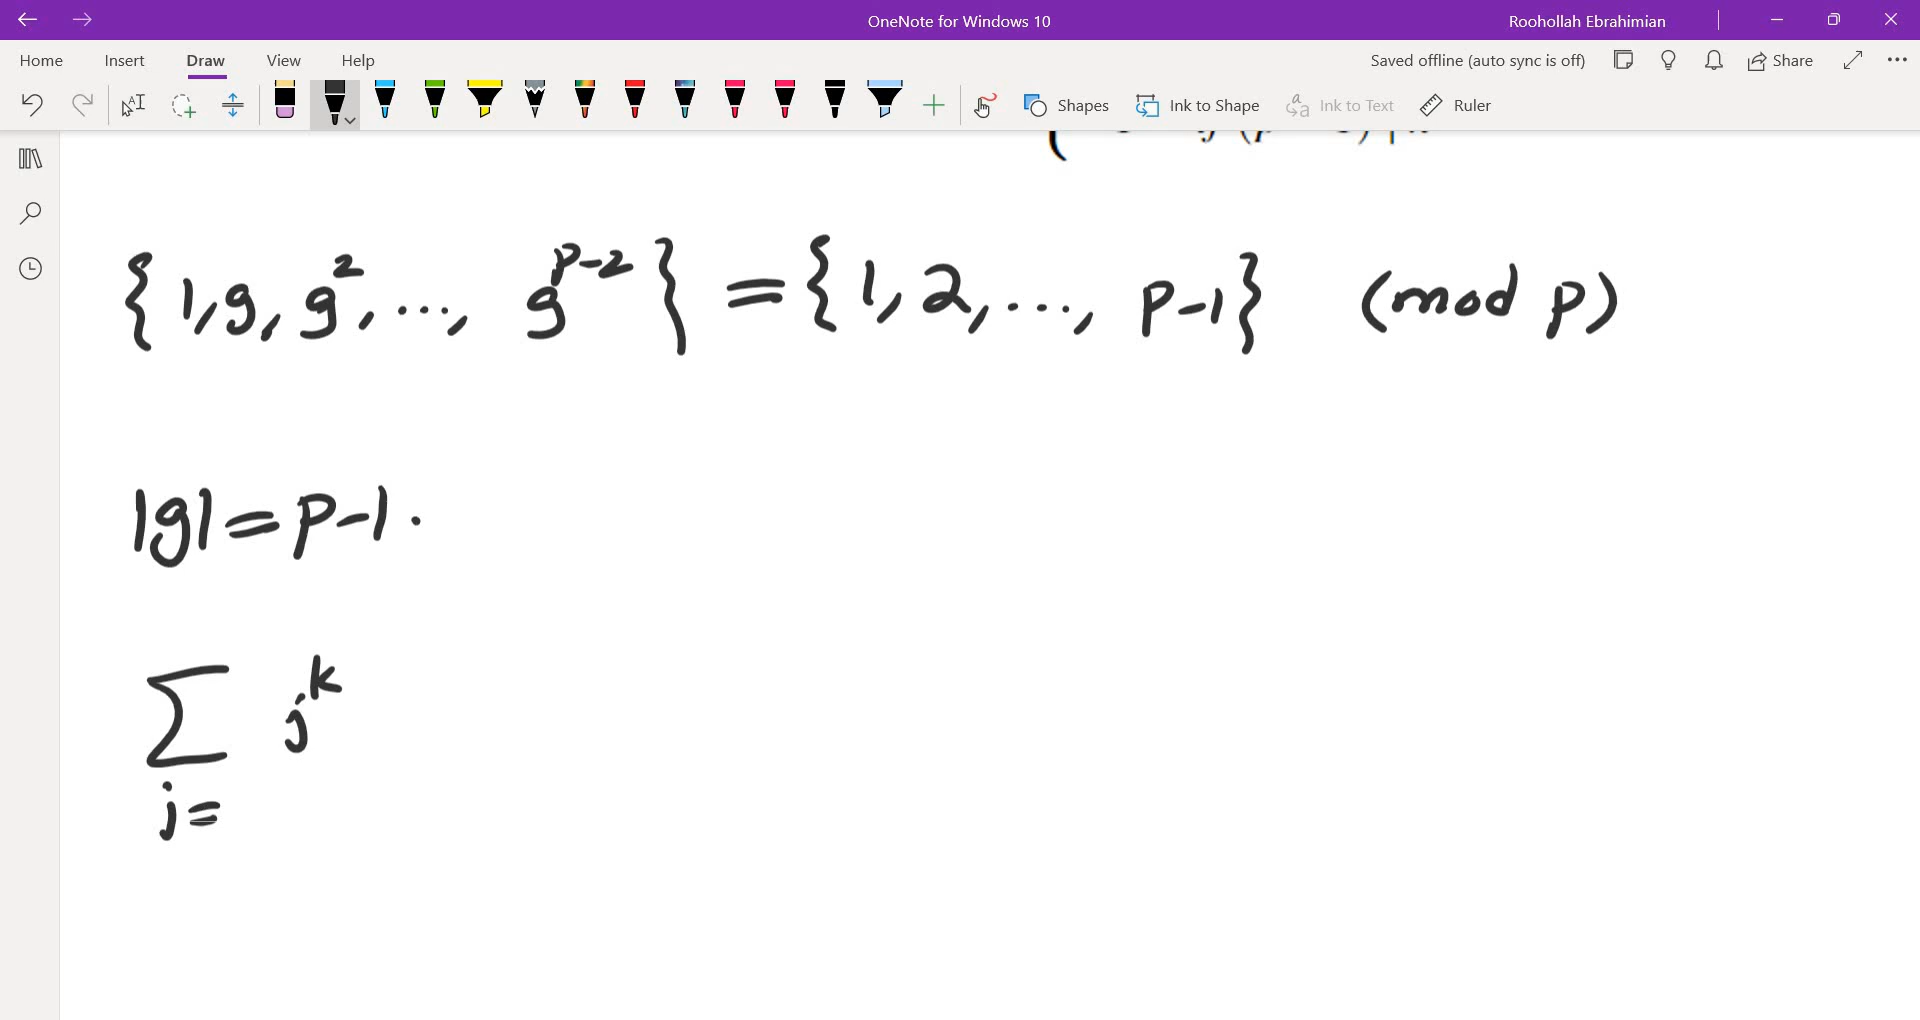 OneNote for Windows 10
Roohollah Ebrahimian
Home Insert Draw View Help
Saved offline (auto sync is off) Share
Shapes Ink to Shape Ink to Text Ruler
{1, g, g², ..., g^{p-2}} = {1, 2, ..., p-1} (mod p)
|g| = p-1.
∑ j^k
j=